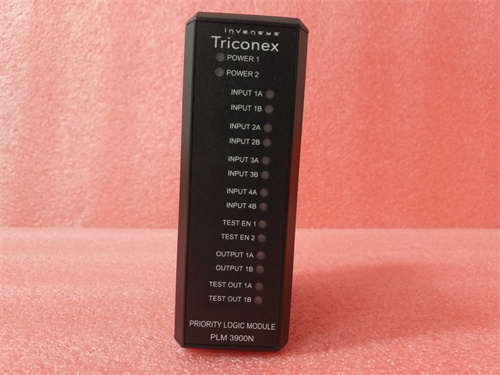 invensys
Triconex
POWER 1
POWER 2
INPUT 1A
INPUT 1B
INPUT 2A
INPUT 2B
INPUT 3A
INPUT 3B
INPUT 4A
INPUT 4B
TEST EN 1
TEST EN 2
OUTPUT 1A
OUTPUT 1B
TEST OUT 1A
TEST OUT 1B
PRIORITY LOGIC MODULE
PLM 3900N